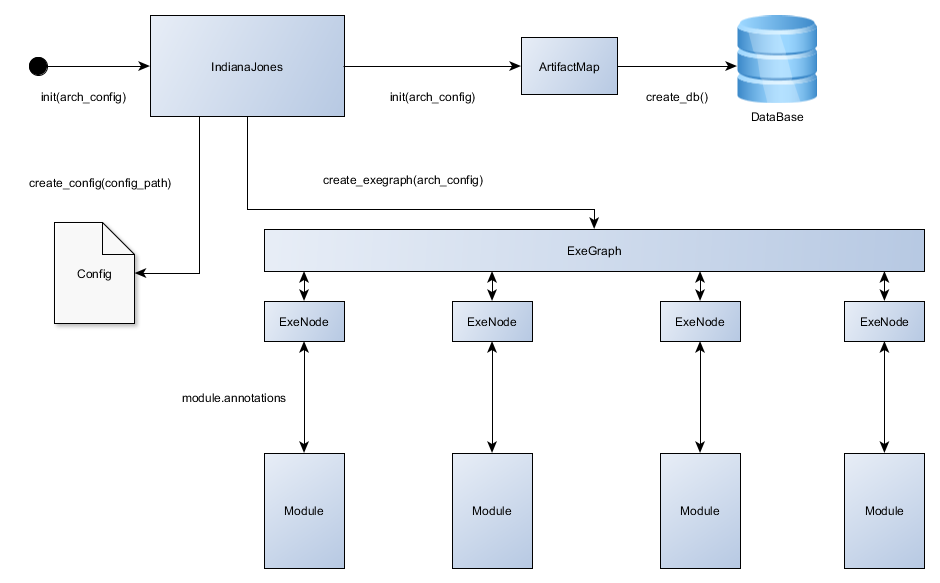 IndianaJones
ArtifactMap
init(arch_config)
init(arch_config)
create_db()
DataBase
create_config(config_path)
create_exegraph(arch_config)
ExeGraph
Config
ExeNode
ExeNode
ExeNode
ExeNode
module.annotations
Module
Module
Module
Module